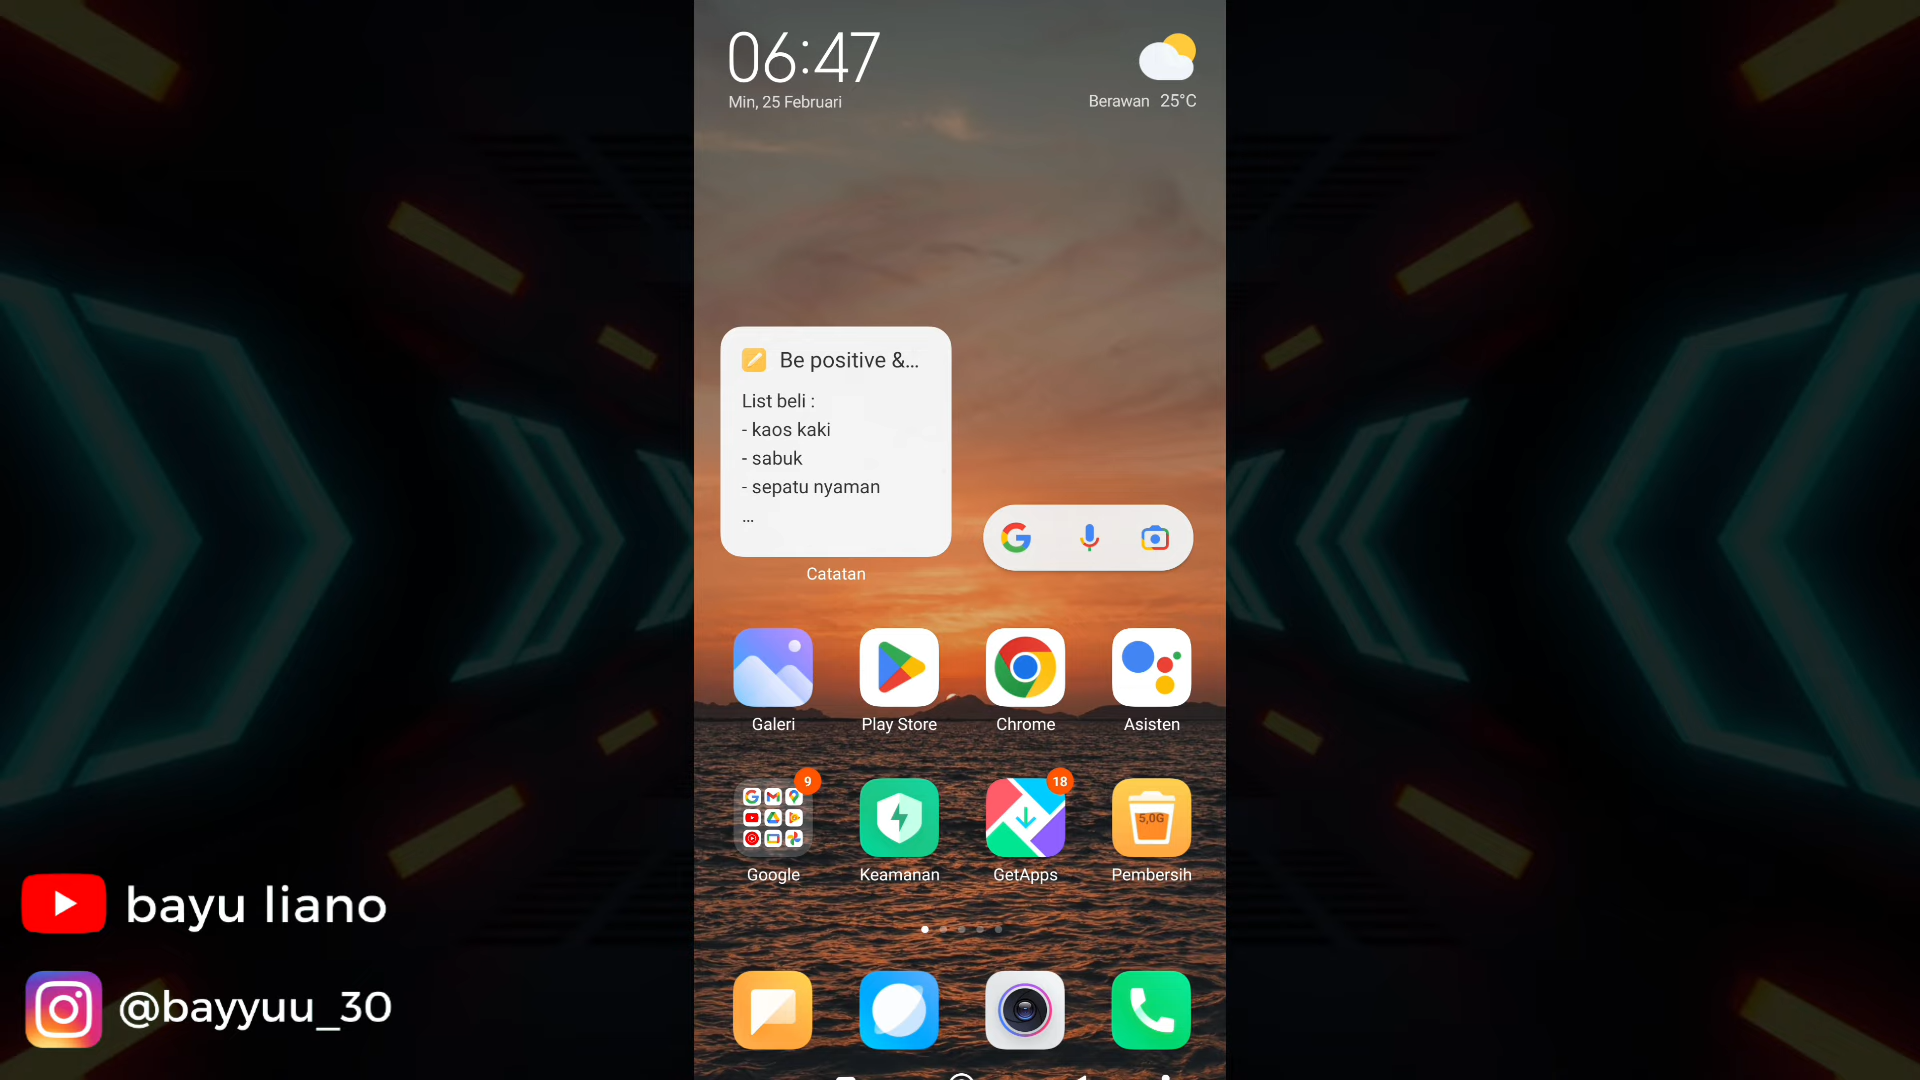 06:47
Min, 25 Februari
Berawan 25°C
Be positive &...
List beli :
- kaos kaki
- sabuk
- sepatu nyaman
...
Catatan
Galeri
Play Store
Chrome
Asisten
9
18
5,0G
Google
Keamanan
GetApps
Pembersih
bayu liano
@bayyuu_30